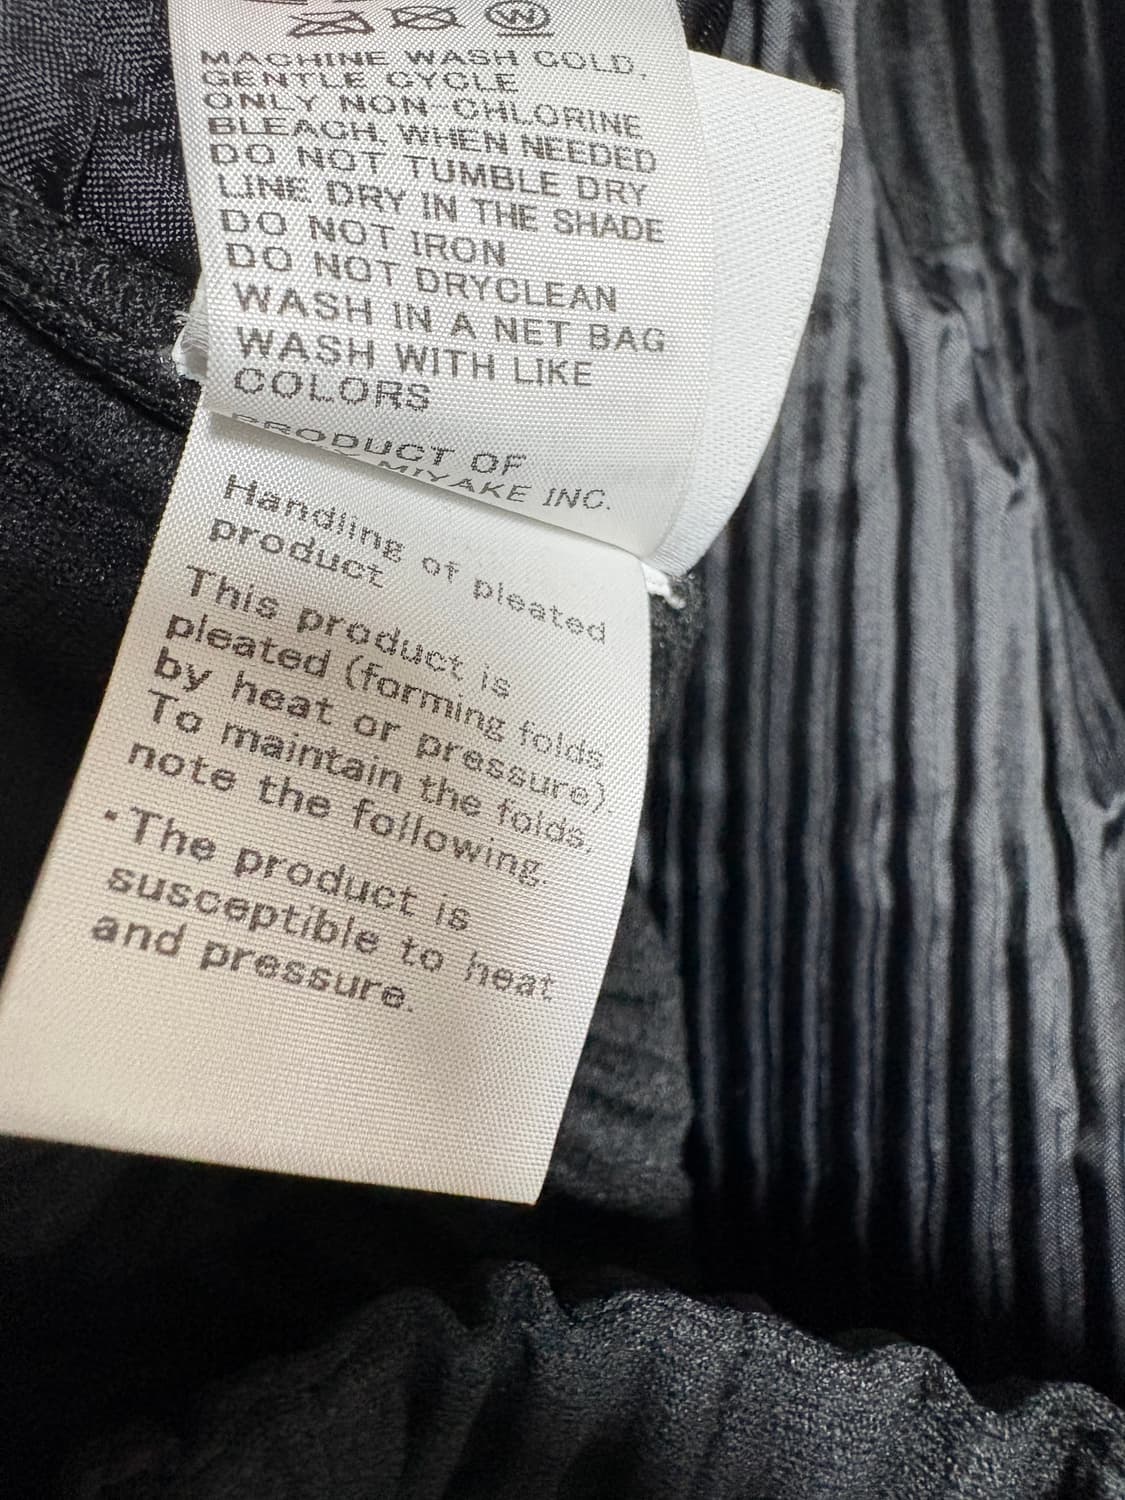 W
MACHINE WASH COLD,
GENTLE CYCLE
ONLY NON-CHLORINE
BLEACH, WHEN NEEDED
DO NOT TUMBLE DRY
LINE DRY IN THE SHADE
DO NOT IRON
DO NOT DRYCLEAN
WASH IN A NET BAG
WASH WITH LIKE
COLORS
PRODUCT OF
MIYAKE INC.
Handling of pleated
product
This product is
pleated (forming folds
by heat or pressure).
To maintain the folds,
note the following.
・The product is
susceptible to heat
and pressure.